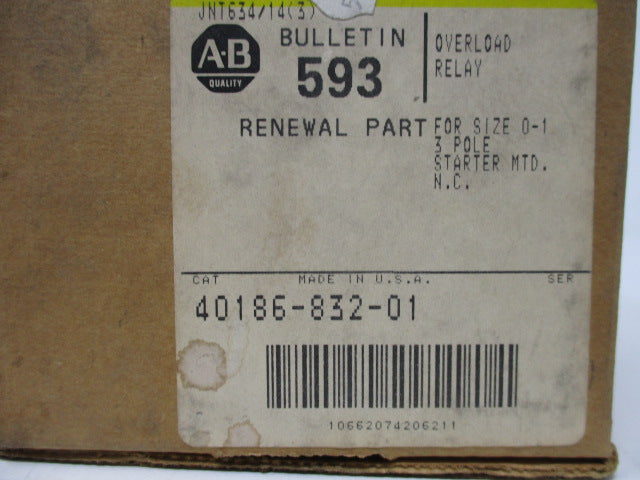 JNT634/14(3)
A-B
QUALITY
BULLETIN
593
OVERLOAD
RELAY
RENEWAL PART
FOR SIZE 0-1
3 POLE
STARTER MTD.
N.C.
CAT MADE IN U.S.A. SER
40186-832-01
10662074206211